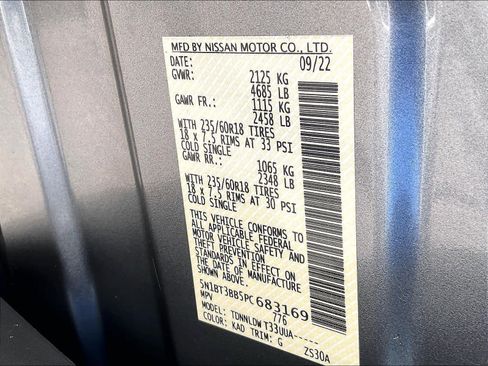 MFD BY NISSAN MOTOR CO., LTD.
DATE: 09/22
GVWR: 2125 KG
4685 LB
GAWR FR.: 1115 KG
2458 LB
WITH 235/60R18 TIRES
18 x 7.5 RIMS AT 33 PSI
COLD SINGLE
GAWR RR.: 1065 KG
2348 LB
WITH 235/60R18 TIRES
18 x 7.5 RIMS AT 30 PSI
COLD SINGLE
THIS VEHICLE CONFORMS TO
ALL APPLICABLE FEDERAL
MOTOR VEHICLE SAFETY AND
THEFT PREVENTION
STANDARDS IN EFFECT ON
THE DATE OF MANUFACTURE
SHOWN ABOVE.
5N1BT3BB5PC683169
MPV 776
MODEL: TDNNLDW T33UUA-----
COLOR: KAD TRIM: G ZS30A